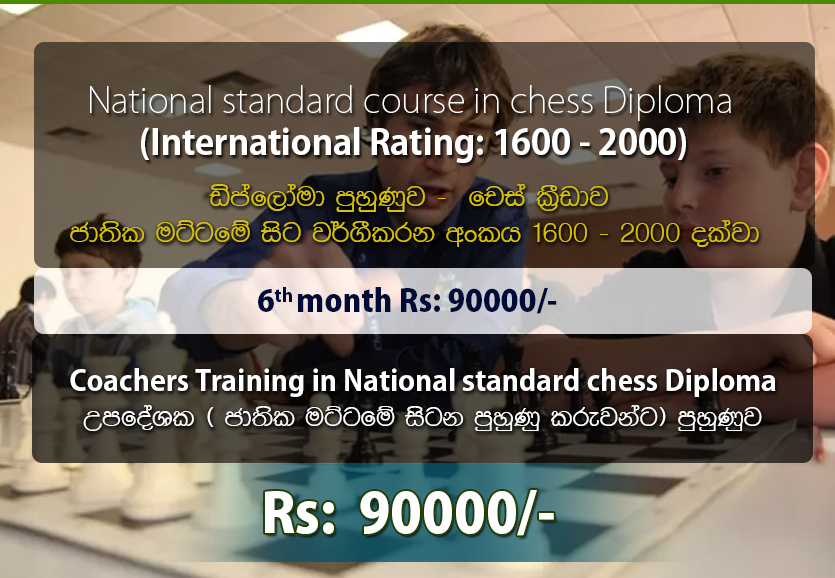 National standard course in chess Diploma
(International Rating: 1600 - 2000)
ඩිප්ලෝමා පුහුණුව - චෙස් ක්‍රීඩාව
ජාතික මට්ටමේ සිට වර්ගීකරන අංකය 1600 - 2000 දක්වා
6th month Rs: 90000/-
Coachers Training in National standard chess Diploma
උපදේශක ( ජාතික මට්ටමේ සිටන පුහුණු කරුවන්ට) පුහුණුව
Rs: 90000/-